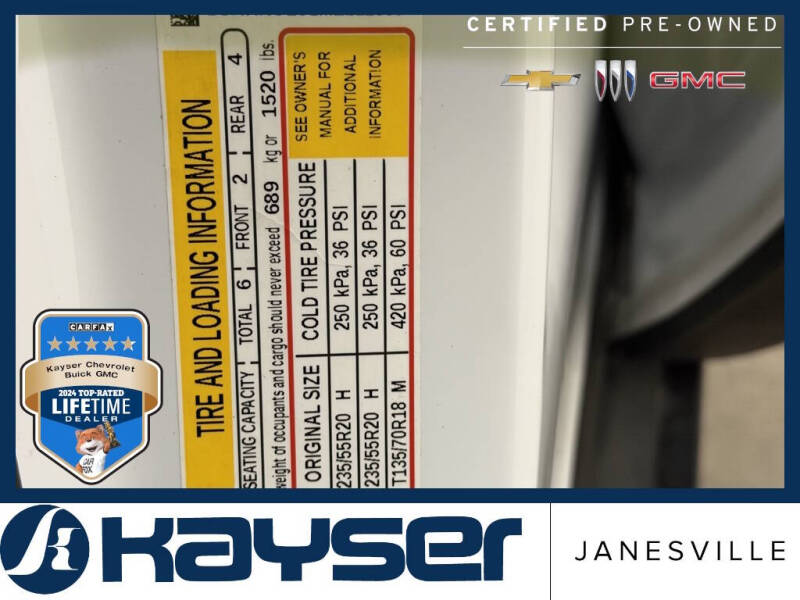 CERTIFIED PRE-OWNED
GMC
TIRE AND LOADING INFORMATION
SEATING CAPACITY TOTAL 6 FRONT 2 REAR 4
weight of occupants and cargo should never exceed 689 kg or 1520 lbs.
ORIGINAL SIZE COLD TIRE PRESSURE
235/55R20 H 250 kPa, 36 PSI
235/55R20 H 250 kPa, 36 PSI
T135/70R18 M 420 kPa, 60 PSI
SEE OWNER'S
MANUAL FOR
ADDITIONAL
INFORMATION
CARFAX
Kayser Chevrolet
Buick GMC
2024 TOP-RATED
LIFETIME
DEALER
CAR
FOX
KAYSER
JANESVILLE